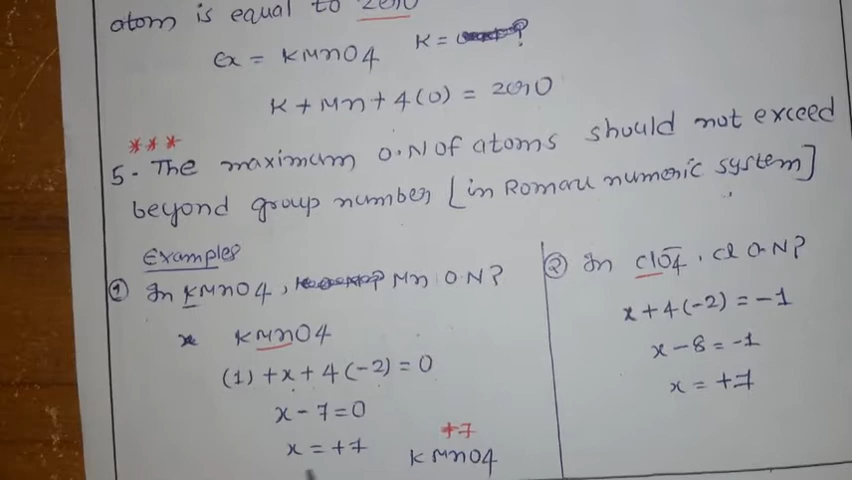 atom is equal to zero
Ex = KMnO4 K = ?
K + Mn + 4(O) = zero
***
5. The maximum O.N of atoms should not exceed
beyond group number [in Roman numeric system]
Examples
① In KMnO4, Mn O.N?
x KMnO4
(1) + x + 4(-2) = 0
x - 7 = 0
x = +7
+7
KMnO4
② In ClO4⁻, Cl O.N?
x + 4(-2) = -1
x - 8 = -1
x = +7